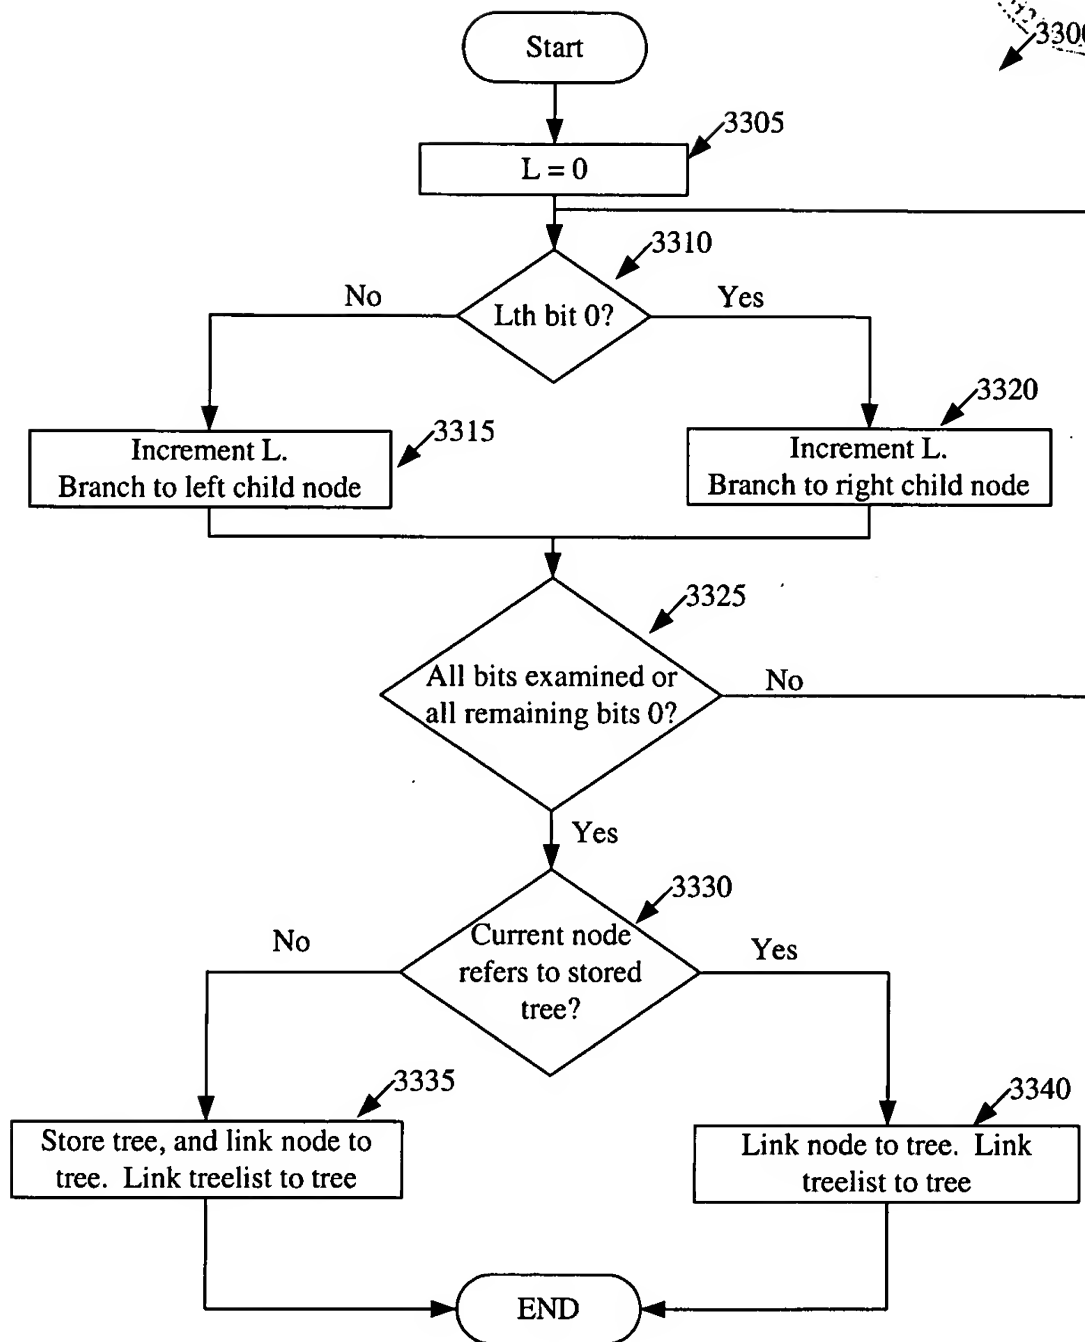 Start
3300
3305
L = 0
3310
No
Lth bit 0?
Yes
3315
3320
Increment L.
Branch to left child node
Increment L.
Branch to right child node
3325
All bits examined or
all remaining bits 0?
No
Yes
3330
No
Current node
refers to stored
tree?
Yes
3335
3340
Store tree, and link node to
tree. Link treelist to tree
Link node to tree. Link
treelist to tree
END